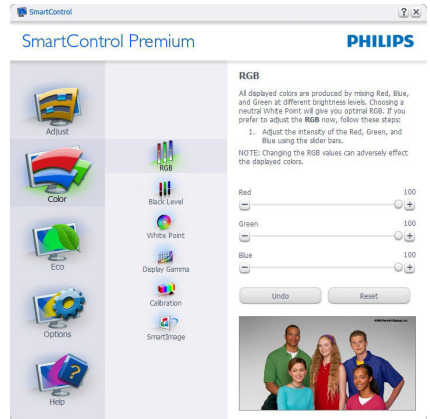 SmartControl
SmartControl Premium
PHILIPS
Adjust
Color
Eco
Options
Help
RGB
Black Level
White Point
Display Gamma
Calibration
SmartImage
RGB
All displayed colors are produced by mixing Red, Blue,
and Green at different brightness levels. Choosing a
neutral White Point will give you optimal RGB. If you
prefer to adjust the RGB now, follow these steps:
1. Adjust the intensity of the Red, Green, and
Blue using the slider bars.
NOTE: Changing the RGB values can adversely effect
the displayed colors.
Red 100
Green 100
Blue 100
Undo Reset